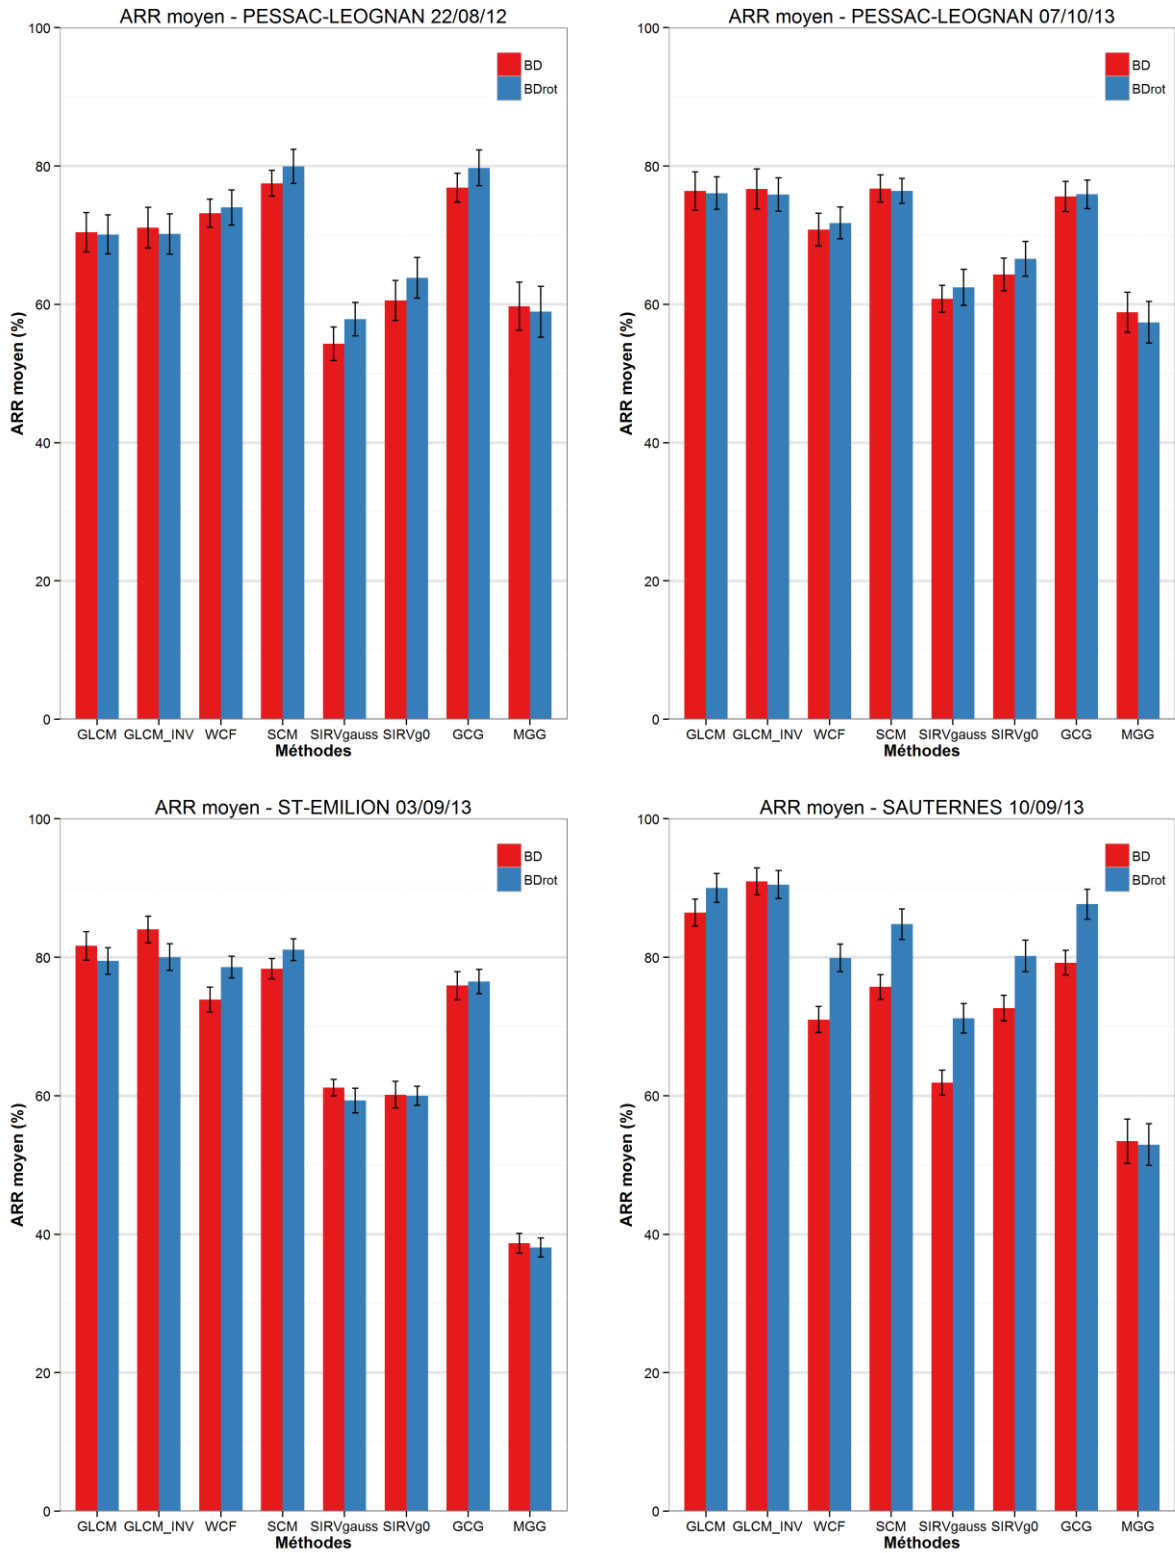 ARR moyen - PESSAC-LEOGNAN 22/08/12
100
80
60
40
20
0
ARR moyen (%)
BD
BDrot
GLCM GLCM_INV WCF SCM SIRVgauss SIRVg0 GCG MGG
Méthodes
ARR moyen - PESSAC-LEOGNAN 07/10/13
100
80
60
40
20
0
ARR moyen (%)
BD
BDrot
GLCM GLCM_INV WCF SCM SIRVgauss SIRVg0 GCG MGG
Méthodes
ARR moyen - ST-EMILION 03/09/13
100
80
60
40
20
0
ARR moyen (%)
BD
BDrot
GLCM GLCM_INV WCF SCM SIRVgauss SIRVg0 GCG MGG
Méthodes
ARR moyen - SAUTERNES 10/09/13
100
80
60
40
20
0
ARR moyen (%)
BD
BDrot
GLCM GLCM_INV WCF SCM SIRVgauss SIRVg0 GCG MGG
Méthodes